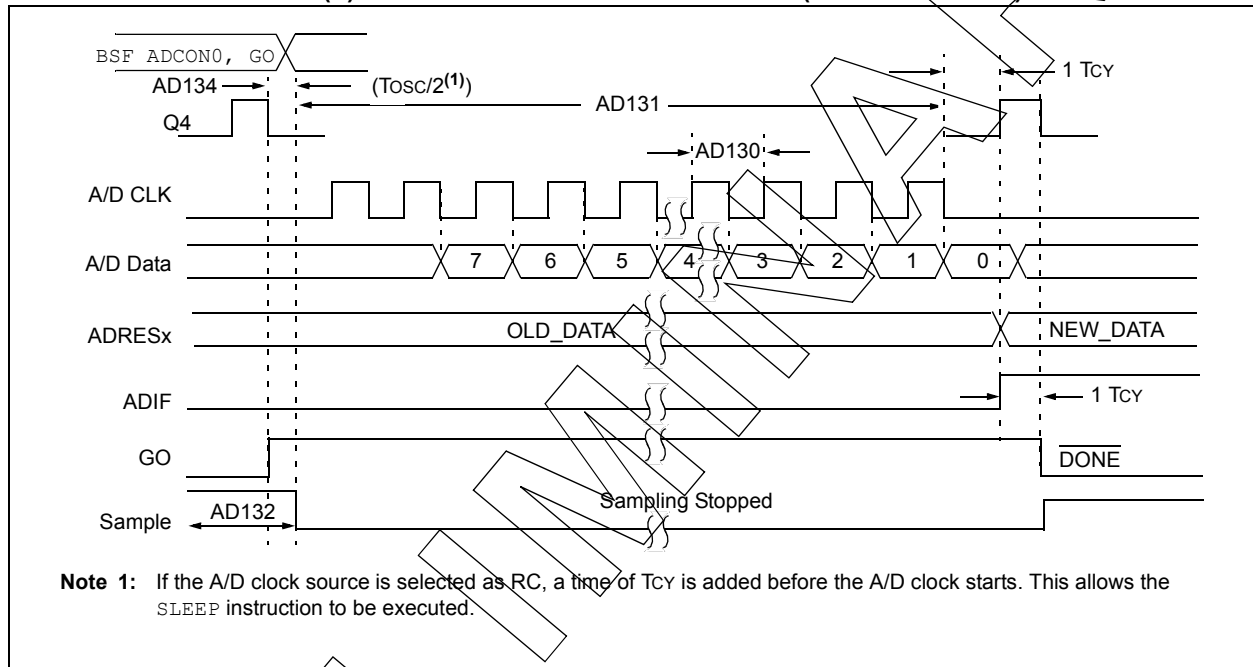 BSF ADCON0, GO
AD134
(TOSC/2(1))
1 TCY
AD131
Q4
AD130
A/D CLK
A/D Data
7
6
5
4
3
2
1
0
ADRESx
OLD_DATA
NEW_DATA
ADIF
1 TCY
GO
DONE
Sampling Stopped
AD132
Sample
Note 1: If the A/D clock source is selected as RC, a time of TCY is added before the A/D clock starts. This allows the
SLEEP instruction to be executed.